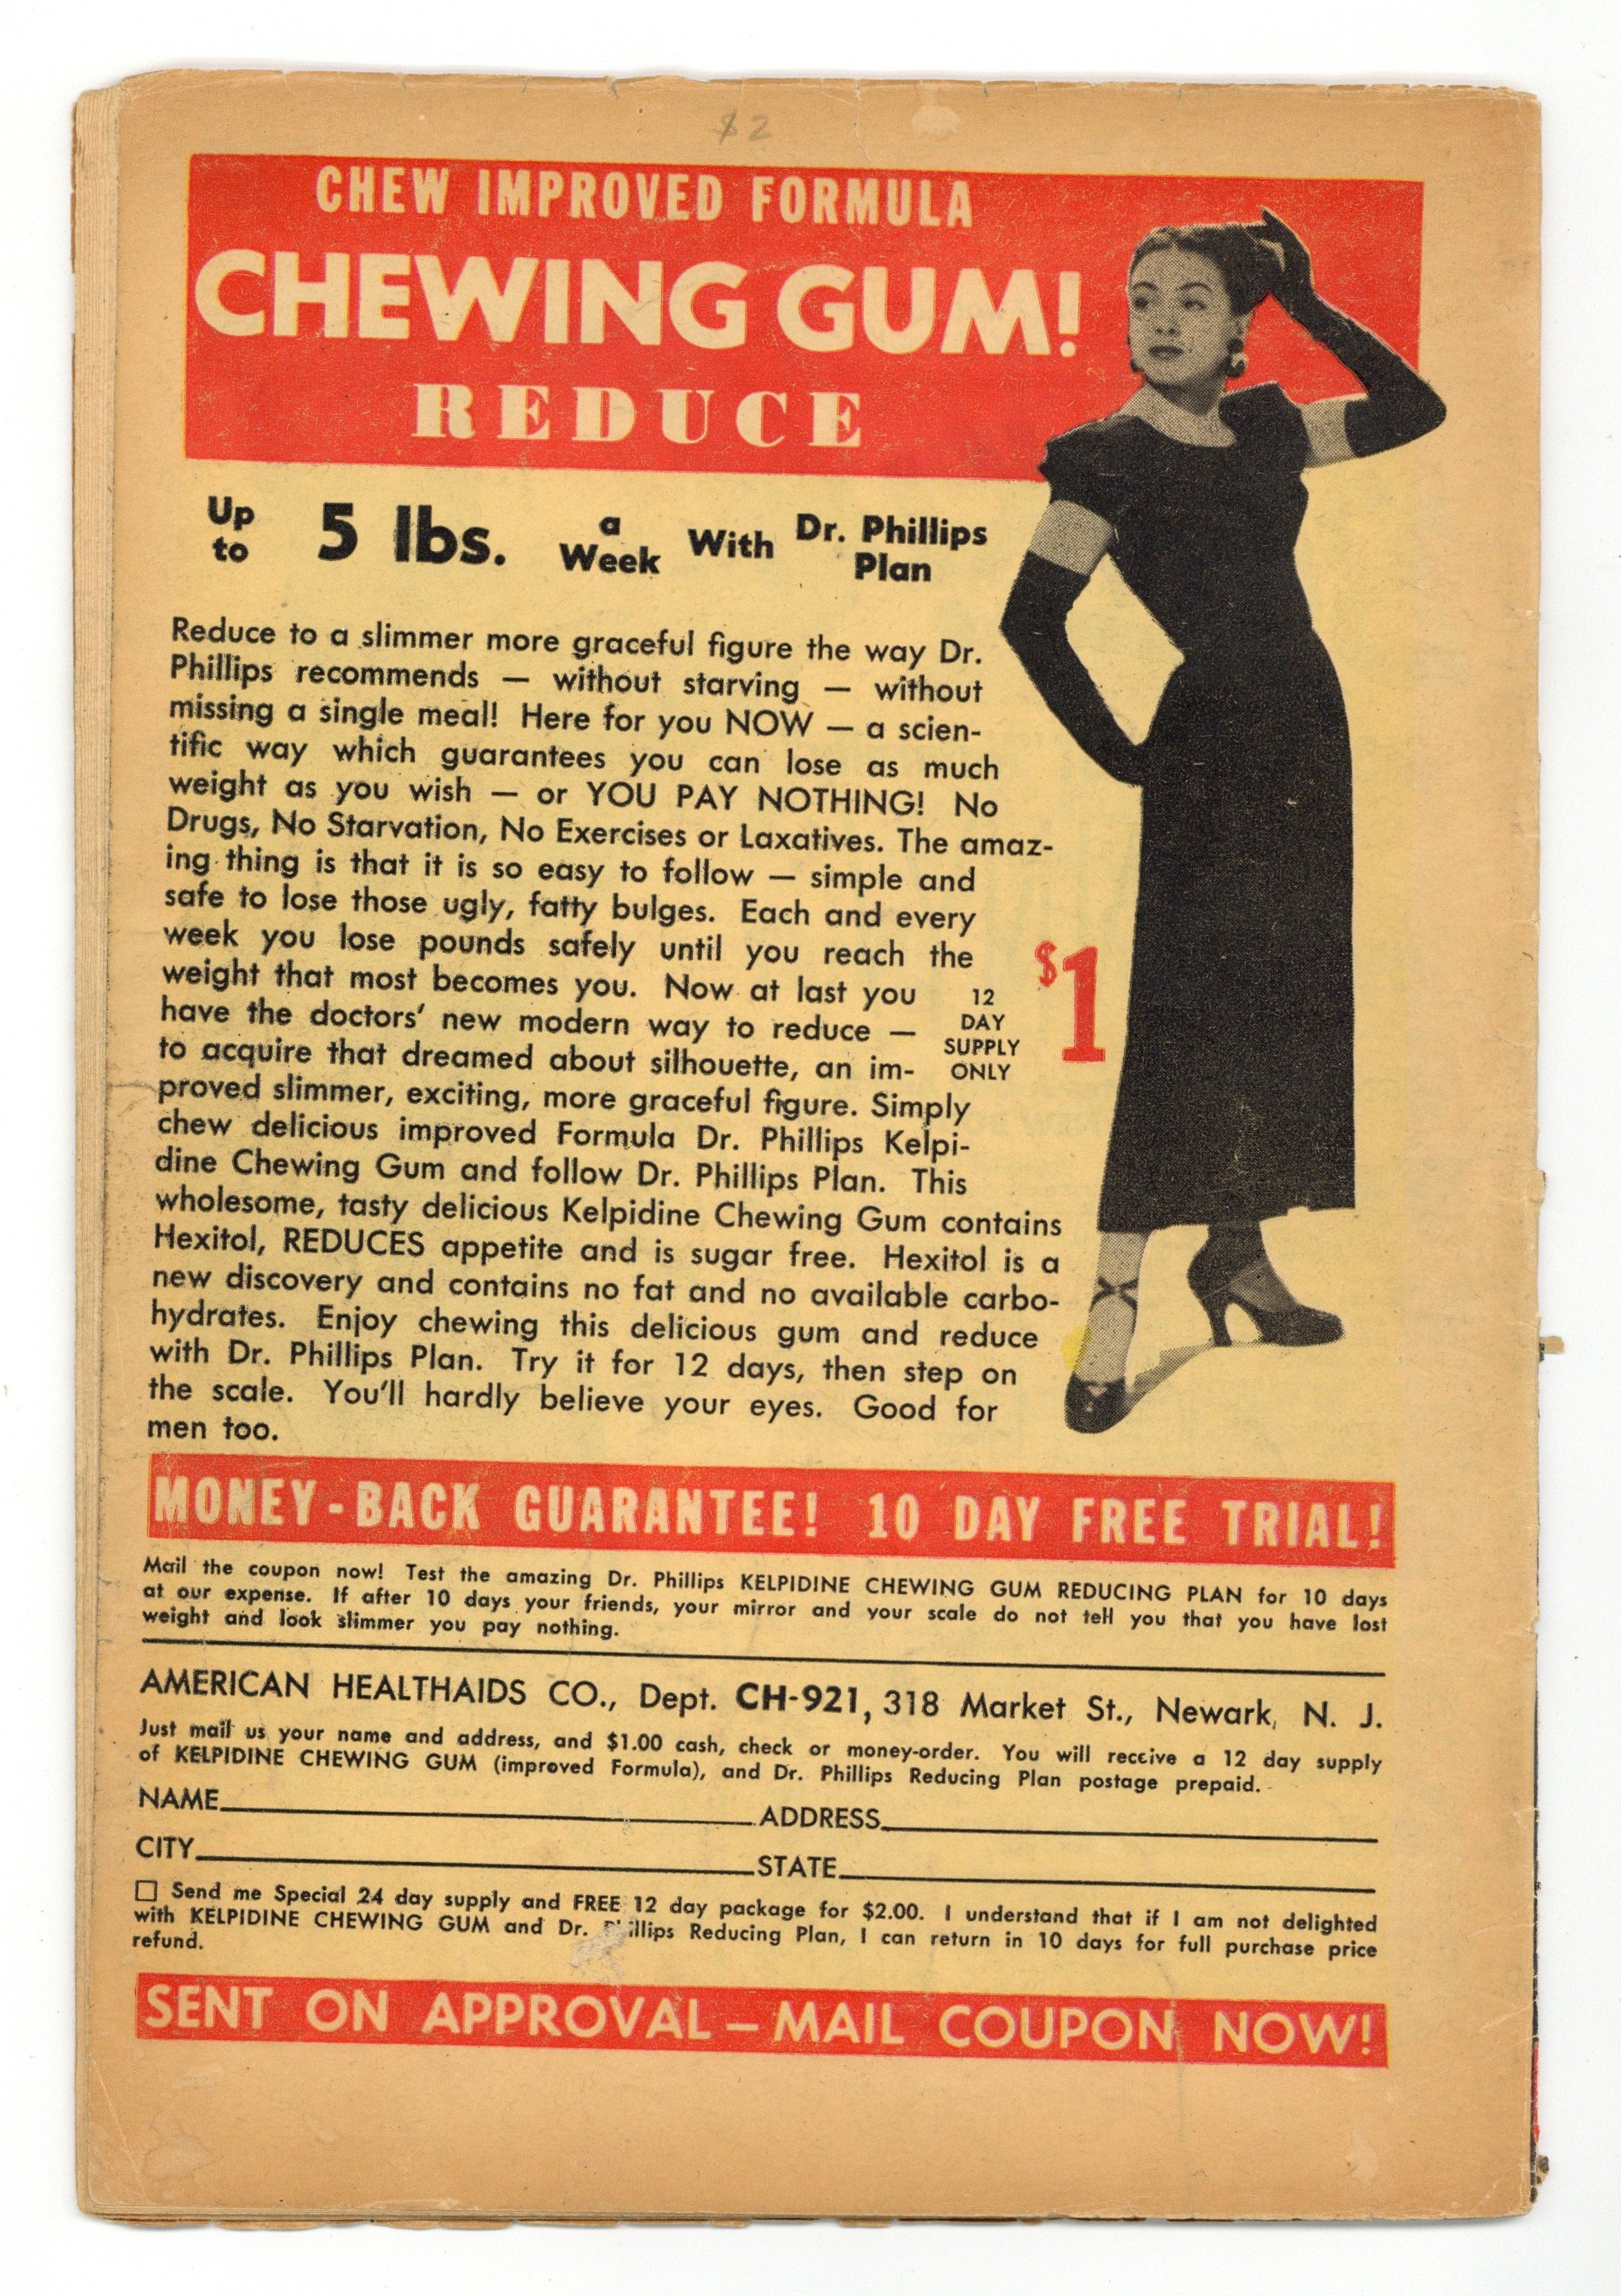 $2
CHEW IMPROVED FORMULA
CHEWING GUM!
REDUCE
Up to 5 lbs. a Week With Dr. Phillips Plan
Reduce to a slimmer more graceful figure the way Dr.
Phillips recommends — without starving — without
missing a single meal! Here for you NOW — a scien-
tific way which guarantees you can lose as much
weight as you wish — or YOU PAY NOTHING! No
Drugs, No Starvation, No Exercises or Laxatives. The amaz-
ing thing is that it is so easy to follow — simple and
safe to lose those ugly, fatty bulges. Each and every
week you lose pounds safely until you reach the
weight that most becomes you. Now at last you
have the doctors' new modern way to reduce —
to acquire that dreamed about silhouette, an im-
proved slimmer, exciting, more graceful figure. Simply
chew delicious improved Formula Dr. Phillips Kelpi-
dine Chewing Gum and follow Dr. Phillips Plan. This
wholesome, tasty delicious Kelpidine Chewing Gum contains
Hexitol, REDUCES appetite and is sugar free. Hexitol is a
new discovery and contains no fat and no available carbo-
hydrates. Enjoy chewing this delicious gum and reduce
with Dr. Phillips Plan. Try it for 12 days, then step on
the scale. You'll hardly believe your eyes. Good for
men too.
12
DAY
SUPPLY
ONLY
$1
MONEY-BACK GUARANTEE! 10 DAY FREE TRIAL!
Mail the coupon now! Test the amazing Dr. Phillips KELPIDINE CHEWING GUM REDUCING PLAN for 10 days
at our expense. If after 10 days your friends, your mirror and your scale do not tell you that you have lost
weight and look slimmer you pay nothing.
AMERICAN HEALTHAIDS CO., Dept. CH-921, 318 Market St., Newark, N. J.
Just mail us your name and address, and $1.00 cash, check or money-order. You will receive a 12 day supply
of KELPIDINE CHEWING GUM (improved Formula), and Dr. Phillips Reducing Plan postage prepaid.
NAME ADDRESS
CITY STATE
Send me Special 24 day supply and FREE 12 day package for $2.00. I understand that if I am not delighted
with KELPIDINE CHEWING GUM and Dr. Phillips Reducing Plan, I can return in 10 days for full purchase price
refund.
SENT ON APPROVAL — MAIL COUPON NOW!